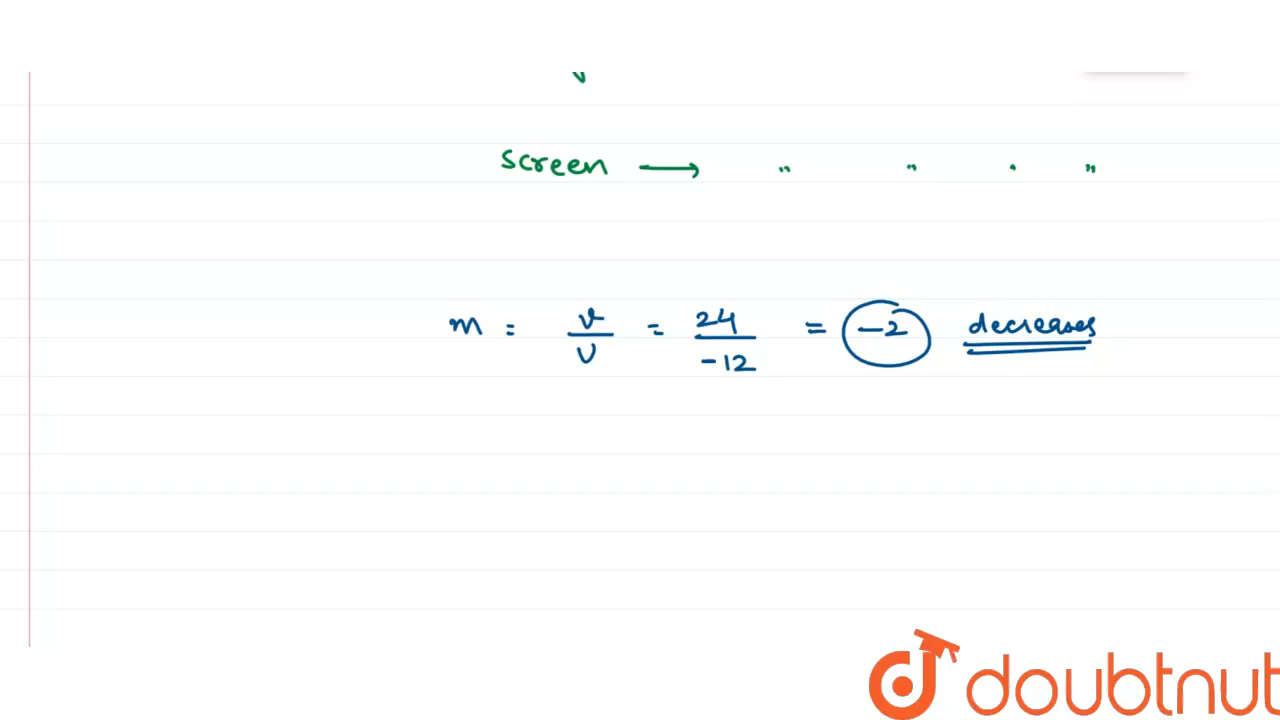 Screen → " " " "
m = v/υ = 24/-12 = -2 decreases
doubtnut